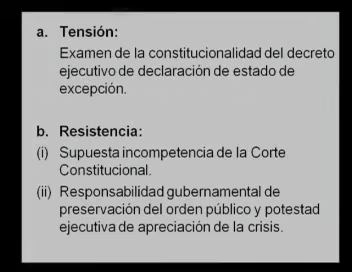 a. Tensión:
Examen de la constitucionalidad del decreto
ejecutivo de declaración de estado de
excepción.
b. Resistencia:
(i) Supuesta incompetencia de la Corte
Constitucional.
(ii) Responsabilidad gubernamental de
preservación del orden público y potestad
ejecutiva de apreciación de la crisis.